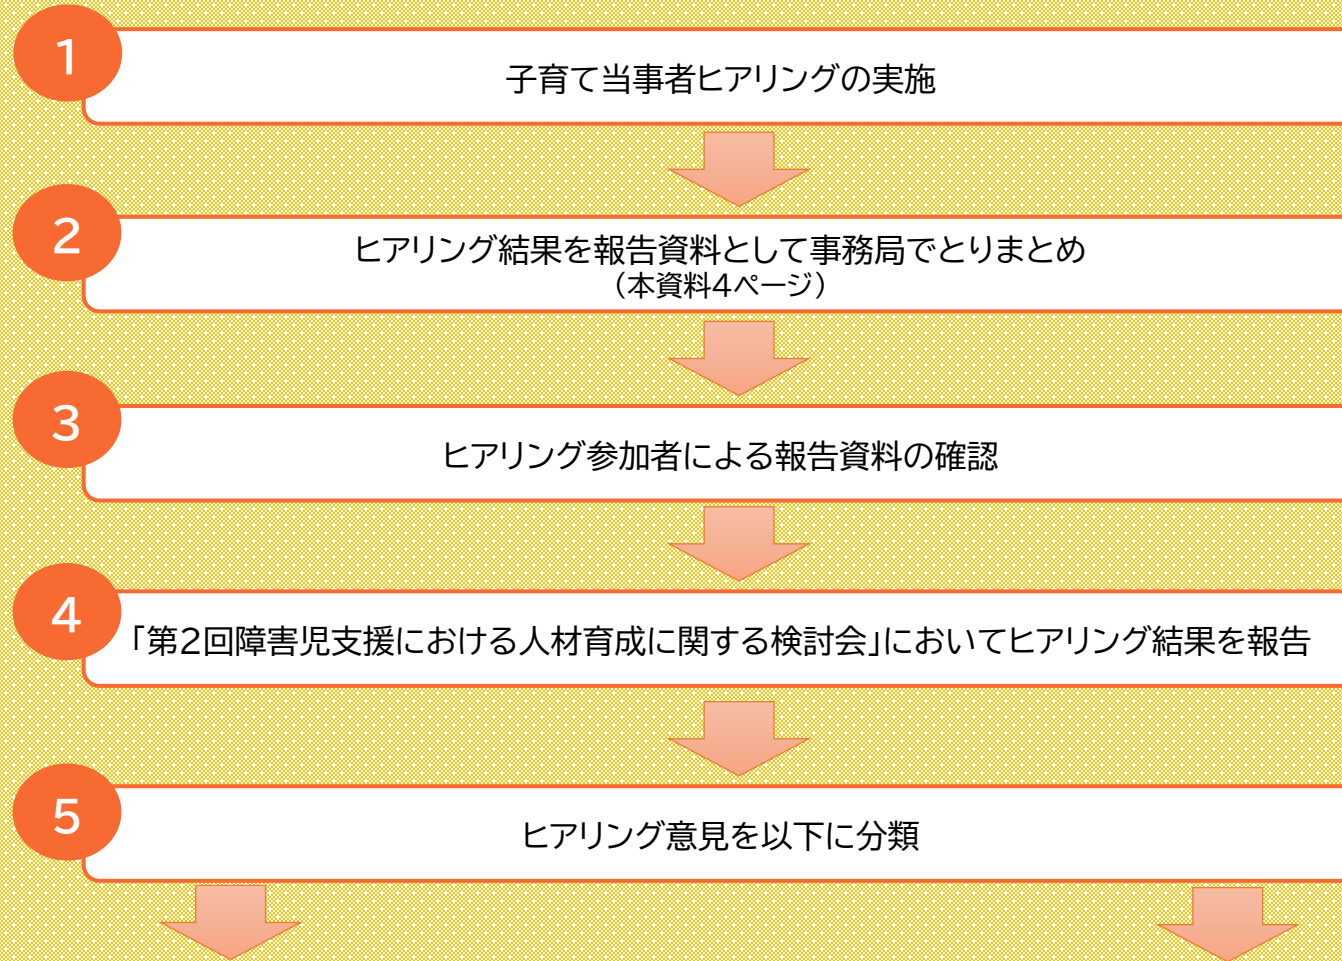 1
子育て当事者ヒアリングの実施
2
ヒアリング結果を報告資料として事務局でとりまとめ
（本資料4ページ）
3
ヒアリング参加者による報告資料の確認
4
「第2回障害児支援における人材育成に関する検討会」においてヒアリング結果を報告
5
ヒアリング意見を以下に分類